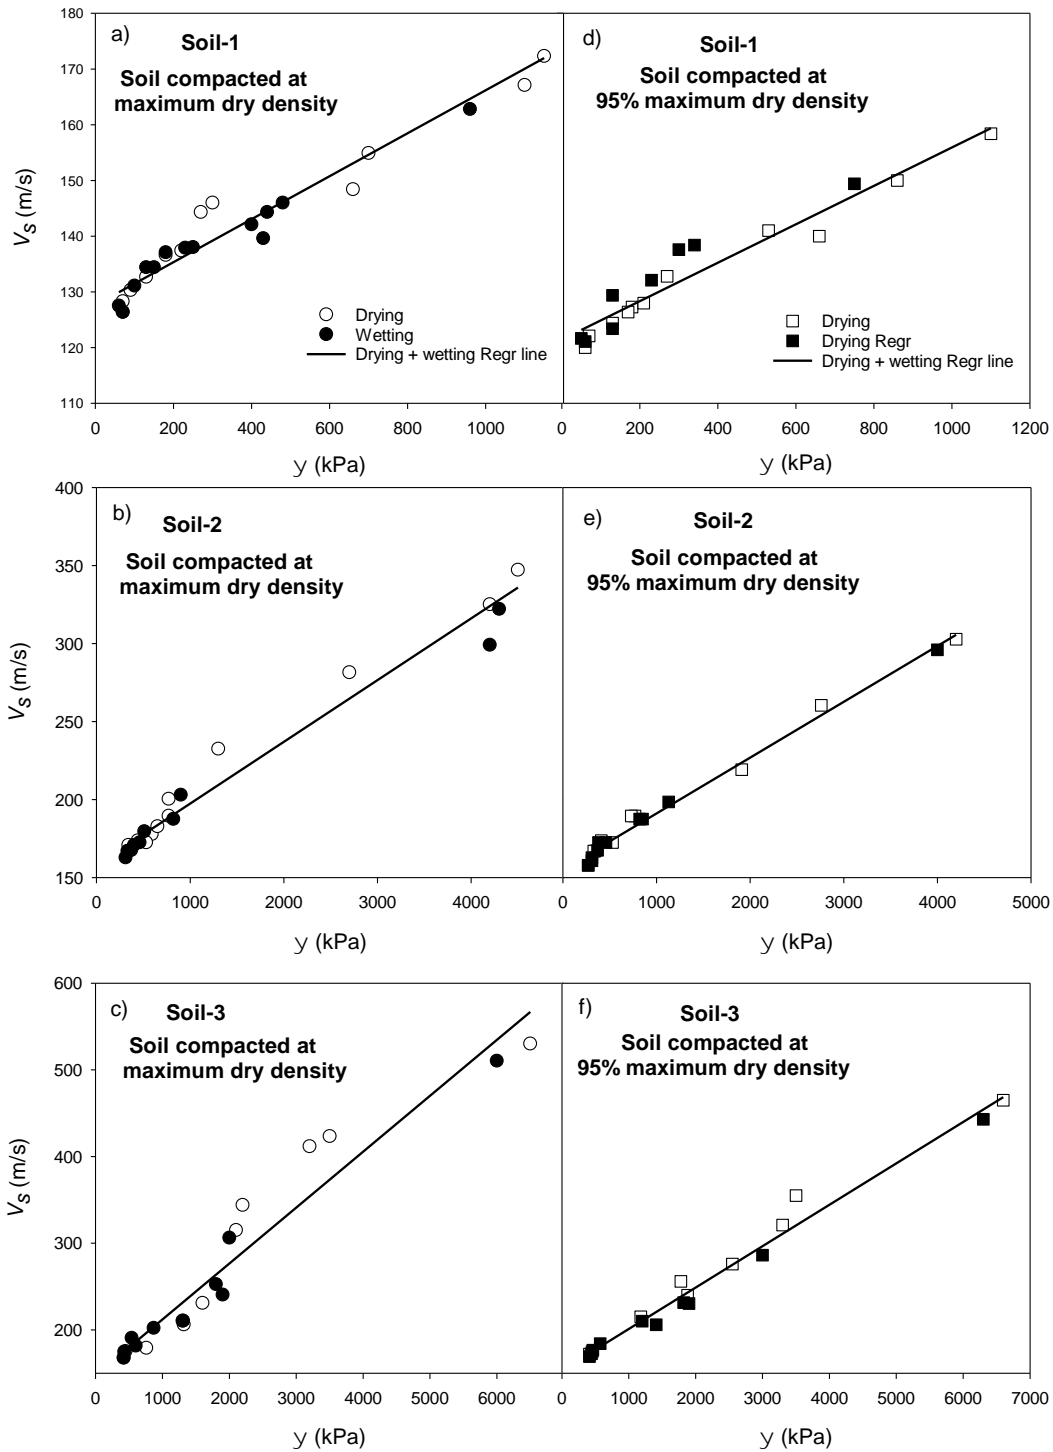 a)
Soil-1
Soil compacted at
maximum dry density
180
170
160
150
140
130
120
110
V_S (m/s)
Drying
Wetting
Drying + wetting Regr line
0 200 400 600 800 1000
y (kPa)
d)
Soil-1
Soil compacted at
95% maximum dry density
Drying
Drying Regr
Drying + wetting Regr line
0 200 400 600 800 1000 1200
y (kPa)
b)
Soil-2
Soil compacted at
maximum dry density
400
350
300
250
200
150
V_S (m/s)
0 1000 2000 3000 4000
y (kPa)
e)
Soil-2
Soil compacted at
95% maximum dry density
0 1000 2000 3000 4000 5000
y (kPa)
c)
Soil-3
Soil compacted at
maximum dry density
600
500
400
300
200
V_S (m/s)
0 1000 2000 3000 4000 5000 6000
y (kPa)
f)
Soil-3
Soil compacted at
95% maximum dry density
0 1000 2000 3000 4000 5000 6000 7000
y (kPa)